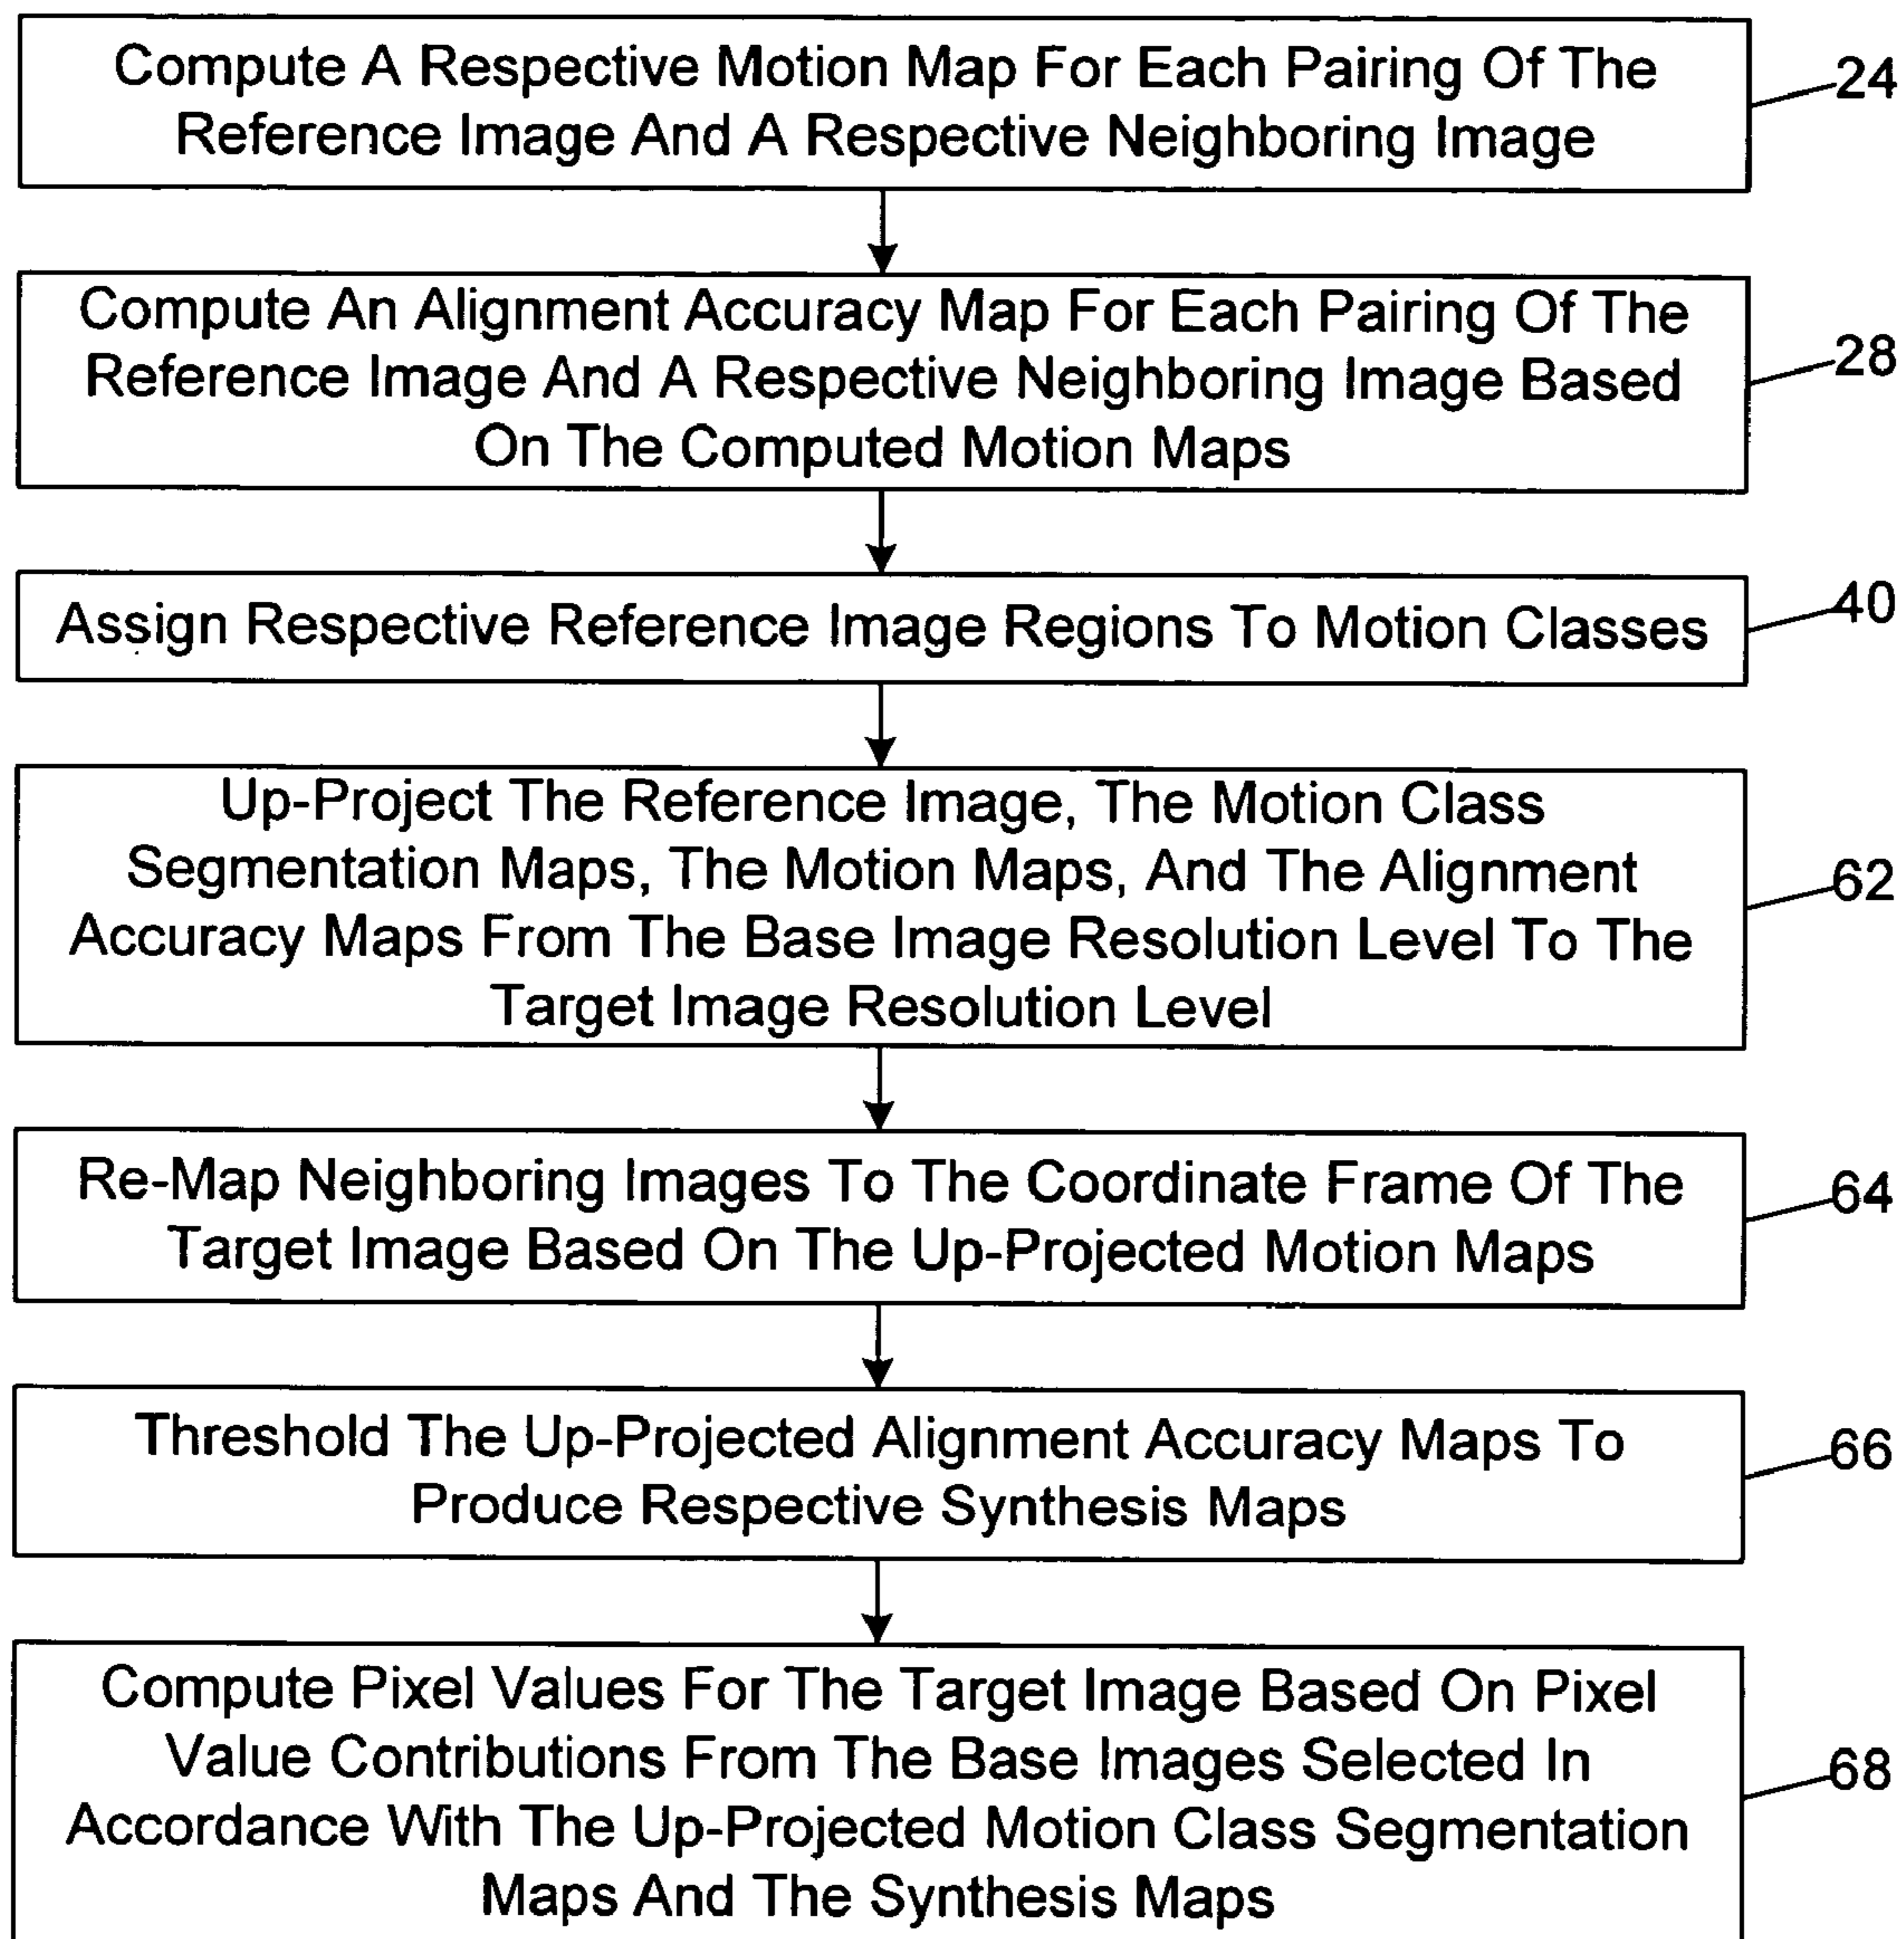 Compute A Respective Motion Map For Each Pairing Of The
Reference Image And A Respective Neighboring Image
24
Compute An Alignment Accuracy Map For Each Pairing Of The
Reference Image And A Respective Neighboring Image Based
On The Computed Motion Maps
28
Assign Respective Reference Image Regions To Motion Classes
40
Up-Project The Reference Image, The Motion Class
Segmentation Maps, The Motion Maps, And The Alignment
Accuracy Maps From The Base Image Resolution Level To The
Target Image Resolution Level
62
Re-Map Neighboring Images To The Coordinate Frame Of The
Target Image Based On The Up-Projected Motion Maps
64
Threshold The Up-Projected Alignment Accuracy Maps To
Produce Respective Synthesis Maps
66
Compute Pixel Values For The Target Image Based On Pixel
Value Contributions From The Base Images Selected In
Accordance With The Up-Projected Motion Class Segmentation
Maps And The Synthesis Maps
68